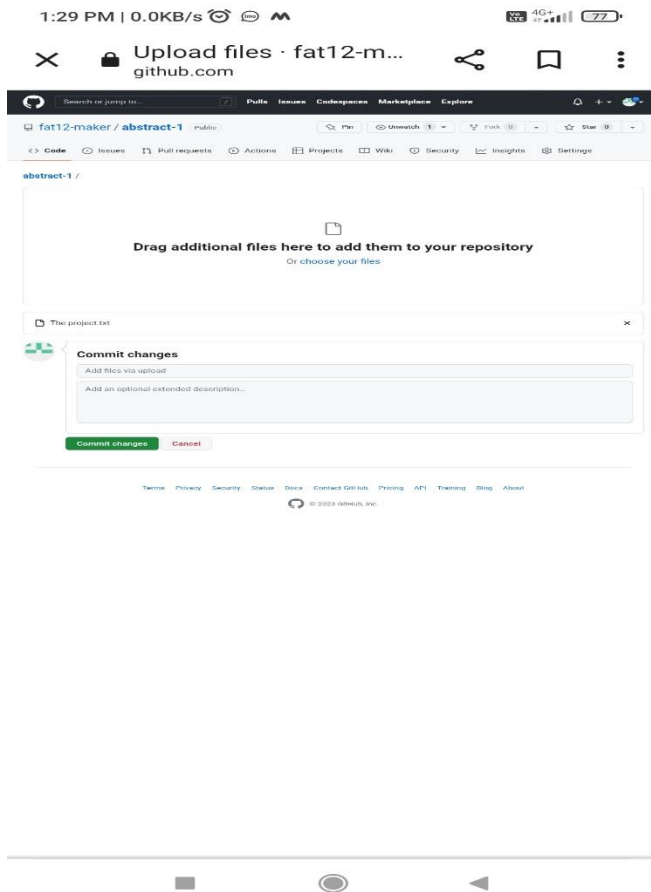 1:29 PM | 0.0KB/s
Vo LTE 4G+ 77
Upload files · fat12-m...
github.com
Search or jump to... / Pulls Issues Codespaces Marketplace Explore
fat12-maker / abstract-1 Public Pin Unwatch 1 Fork 0 Star 0
<> Code Issues Pull requests Actions Projects Wiki Security Insights Settings
abstract-1 /
Drag additional files here to add them to your repository
Or choose your files
The project.txt
Commit changes
Add files via upload
Add an optional extended description...
Commit changes Cancel
Terms Privacy Security Status Docs Contact GitHub Pricing API Training Blog About
© 2023 GitHub, Inc.